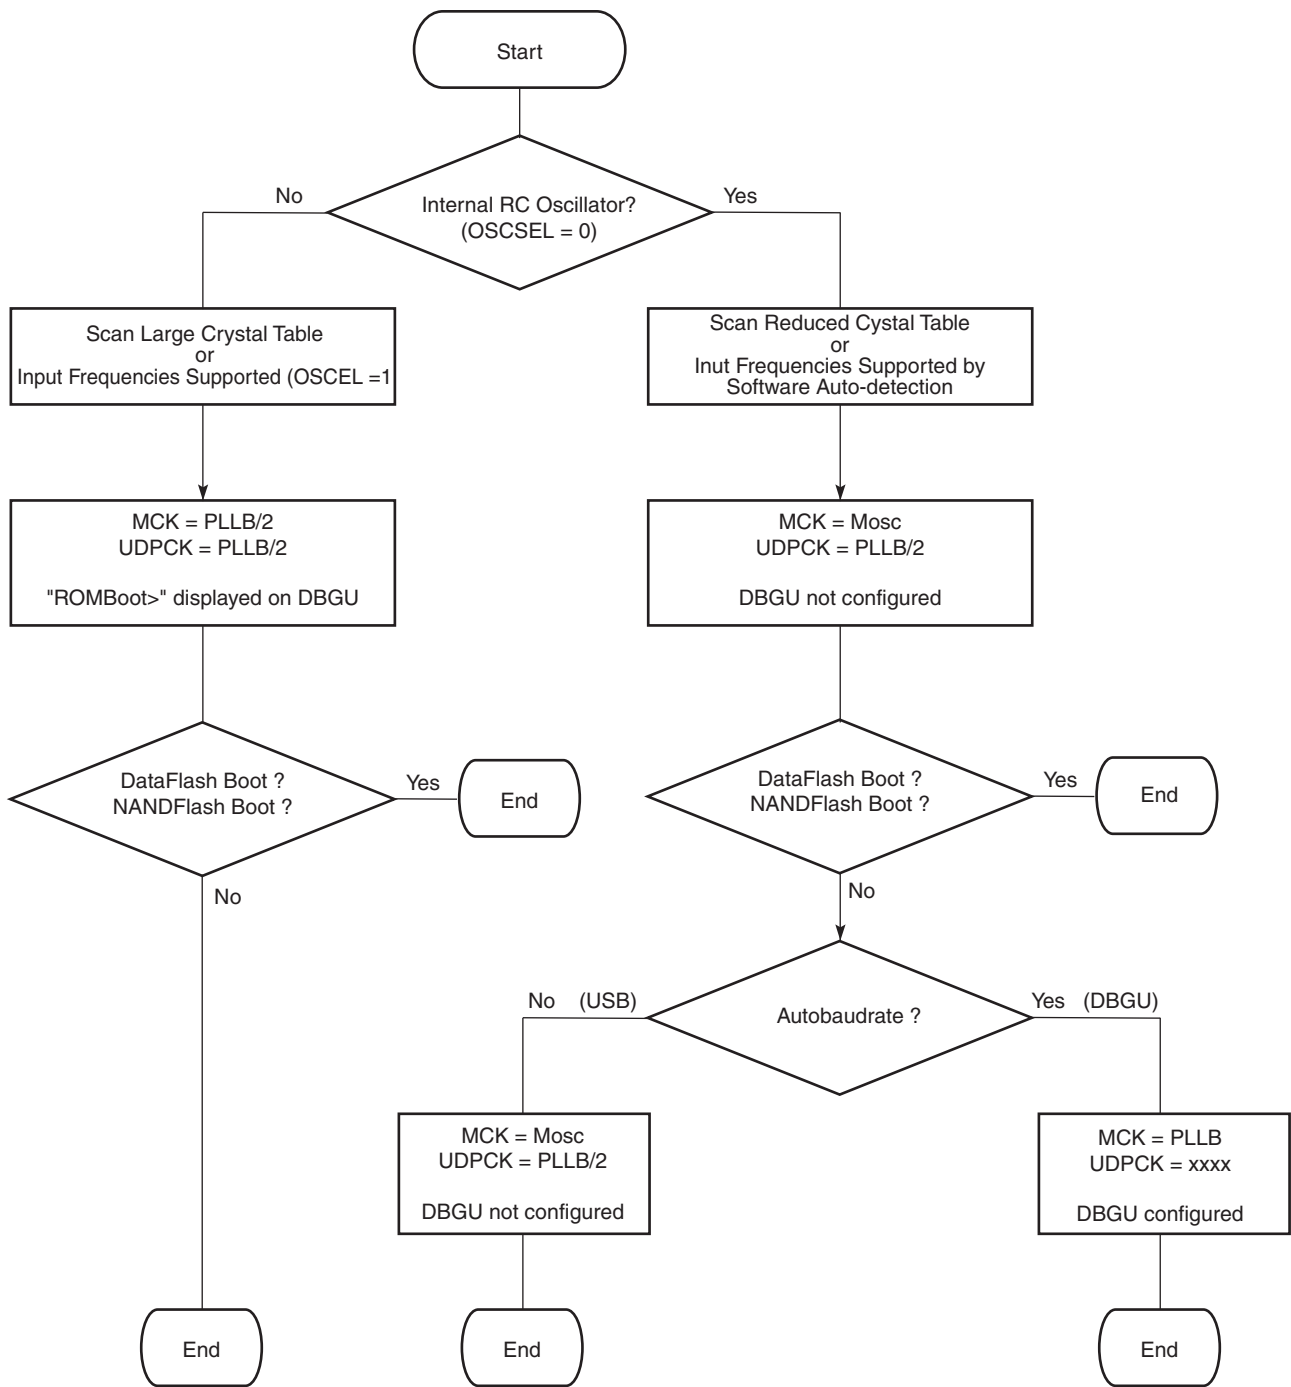 Start
Internal RC Oscillator?
(OSCSEL = 0)
No
Yes
Scan Large Crystal Table
or
Input Frequencies Supported (OSCEL =1
Scan Reduced Cystal Table
or
Inut Frequencies Supported by
Software Auto-detection
MCK = PLLB/2
UDPCK = PLLB/2
"ROMBoot>" displayed on DBGU
MCK = Mosc
UDPCK = PLLB/2
DBGU not configured
DataFlash Boot ?
NANDFlash Boot ?
Yes
End
No
DataFlash Boot ?
NANDFlash Boot ?
Yes
End
No
Autobaudrate ?
No (USB)
Yes (DBGU)
MCK = Mosc
UDPCK = PLLB/2
DBGU not configured
MCK = PLLB
UDPCK = xxxx
DBGU configured
End
End
End